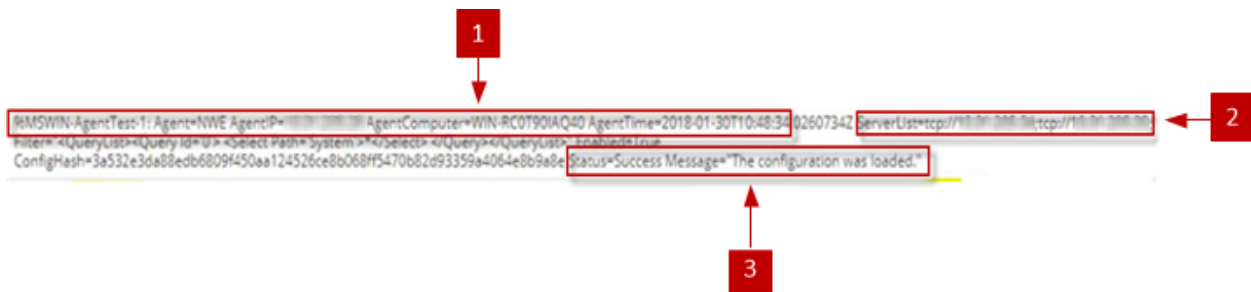 1
%MSWIN-AgentTest-1: Agent=NWE AgentIP= AgentComputer=WIN-RC0T90IAQ40 AgentTime=2018-01-30T10:48:34.0260734Z ServerList=tcp:// ;tcp://
2
Filter="<QueryList><Query Id='0'> <Select Path='System'>*</Select> </Query></QueryList>" Enabled=True
ConfigHash=3a532e3da88edb6809f450aa124526ce8b068ff5470b82d93359a4064e8b9a8e Status=Success Message="The configuration was loaded."
3